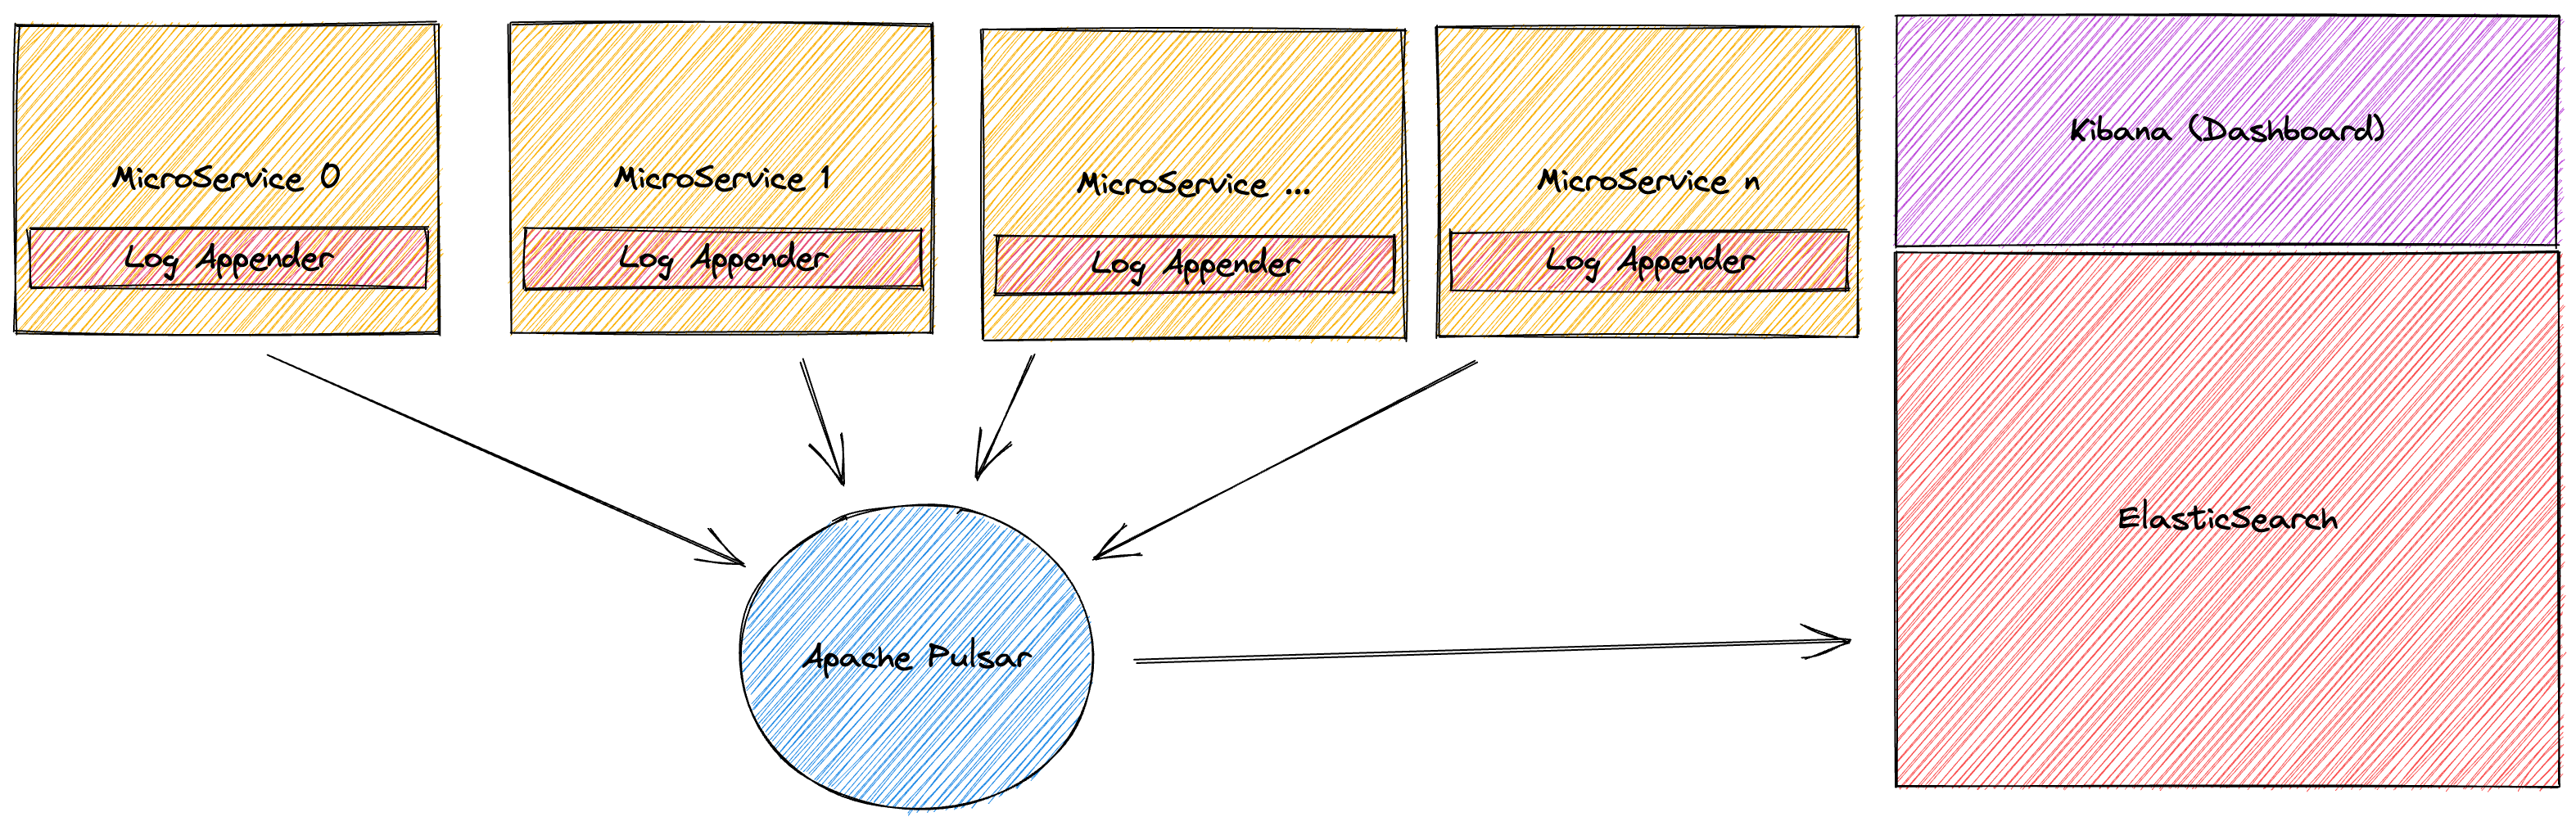 MicroService 0
Log Appender
MicroService 1
Log Appender
MicroService ...
Log Appender
MicroService n
Log Appender
Kibana (Dashboard)
ElasticSearch
Apache Pulsar